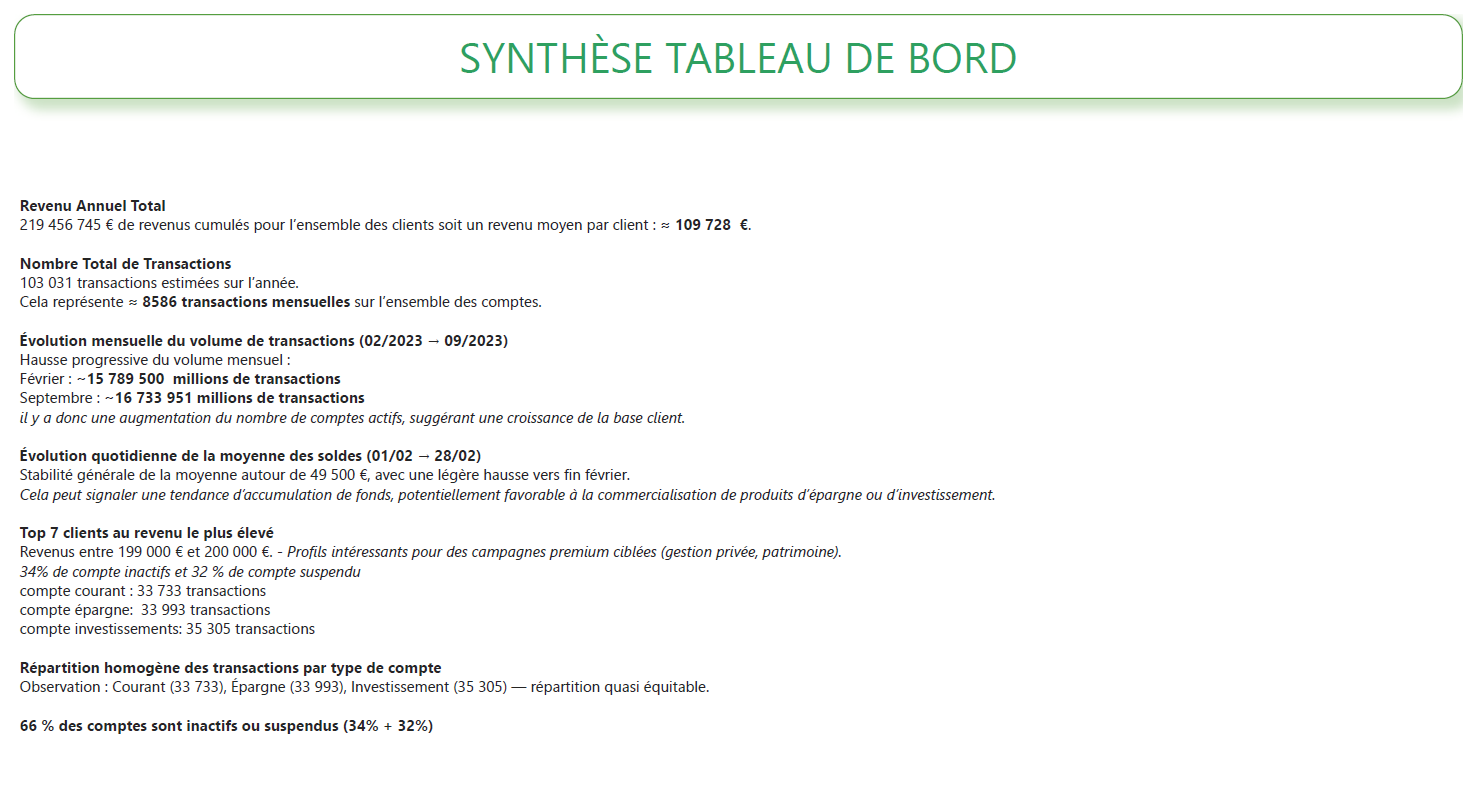 SYNTHÈSE TABLEAU DE BORD
Revenu Annuel Total
219 456 745 € de revenus cumulés pour l'ensemble des clients soit un revenu moyen par client : ≈ 109 728  €.
Nombre Total de Transactions
103 031 transactions estimées sur l'année.
Cela représente ≈ 8586 transactions mensuelles sur l'ensemble des comptes.
Évolution mensuelle du volume de transactions (02/2023 → 09/2023)
Hausse progressive du volume mensuel :
Février : ~15 789 500  millions de transactions
Septembre : ~16 733 951 millions de transactions
il y a donc une augmentation du nombre de comptes actifs, suggérant une croissance de la base client.
Évolution quotidienne de la moyenne des soldes (01/02 → 28/02)
Stabilité générale de la moyenne autour de 49 500 €, avec une légère hausse vers fin février.
Cela peut signaler une tendance d'accumulation de fonds, potentiellement favorable à la commercialisation de produits d'épargne ou d'investissement.
Top 7 clients au revenu le plus élevé
Revenus entre 199 000 € et 200 000 €. - Profils intéressants pour des campagnes premium ciblées (gestion privée, patrimoine).
34% de compte inactifs et 32 % de compte suspendu
compte courant : 33 733 transactions
compte épargne:  33 993 transactions
compte investissements: 35 305 transactions
Répartition homogène des transactions par type de compte
Observation : Courant (33 733), Épargne (33 993), Investissement (35 305) — répartition quasi équitable.
66 % des comptes sont inactifs ou suspendus (34% + 32%)